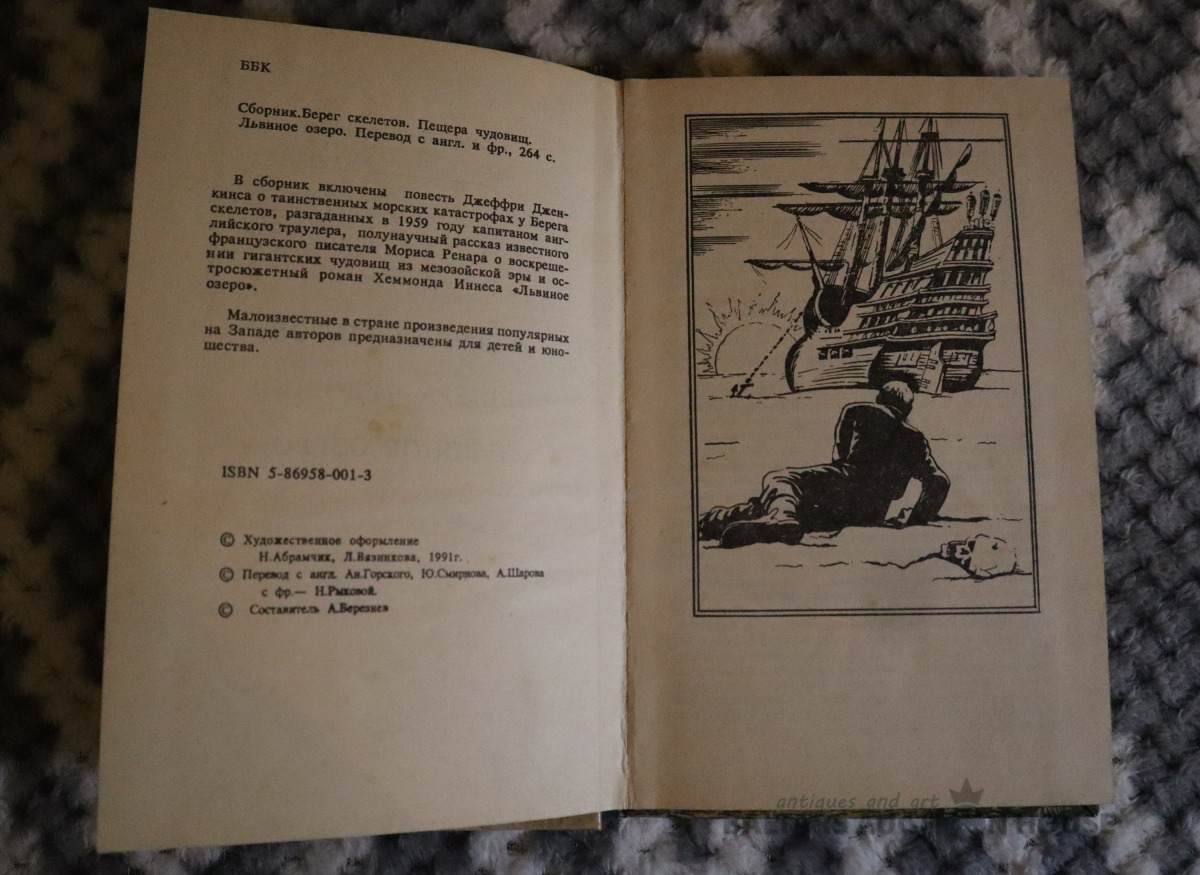 ББК
Сборник.Берег скелетов. Пещера чудовищ.
Львиное озеро. Перевод с англ. и фр., 264 с.
В сборник включены повесть Джеффри Джен-
кинса о таинственных морских катастрофах у Берега
скелетов, разгаданных в 1959 году капитаном анг-
лийского траулера, полунаучный рассказ известного
французского писателя Мориса Ренара о воскреше-
нии гигантских чудовищ из мезозойской эры и ос-
тросюжетный роман Хеммонда Иннеса «Львиное
озеро».
Малоизвестные в стране произведения популярных
на Западе авторов предназначены для детей и юно-
шества.
ISBN 5-86958-001-3
© Художественное оформление
Н.Абрамчик, Л.Вязникова, 1991г.
© Перевод с англ. Ан.Горского, Ю.Смирнова, А.Шарова
с фр.— Н.Рыховой.
© Составитель А.Березнев
antiques and art